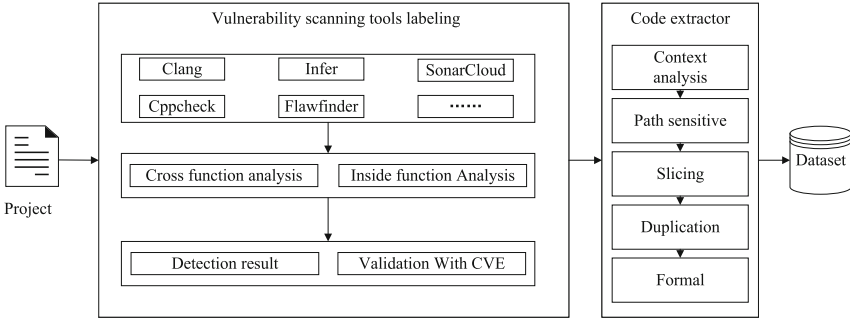 Vulnerability scanning tools labeling
Code extractor
Clang
Infer
SonarCloud
Cppcheck
Flawfinder
......
Cross function analysis
Inside function Analysis
Detection result
Validation With CVE
Project
Context
analysis
Path sensitive
Slicing
Duplication
Formal
Dataset